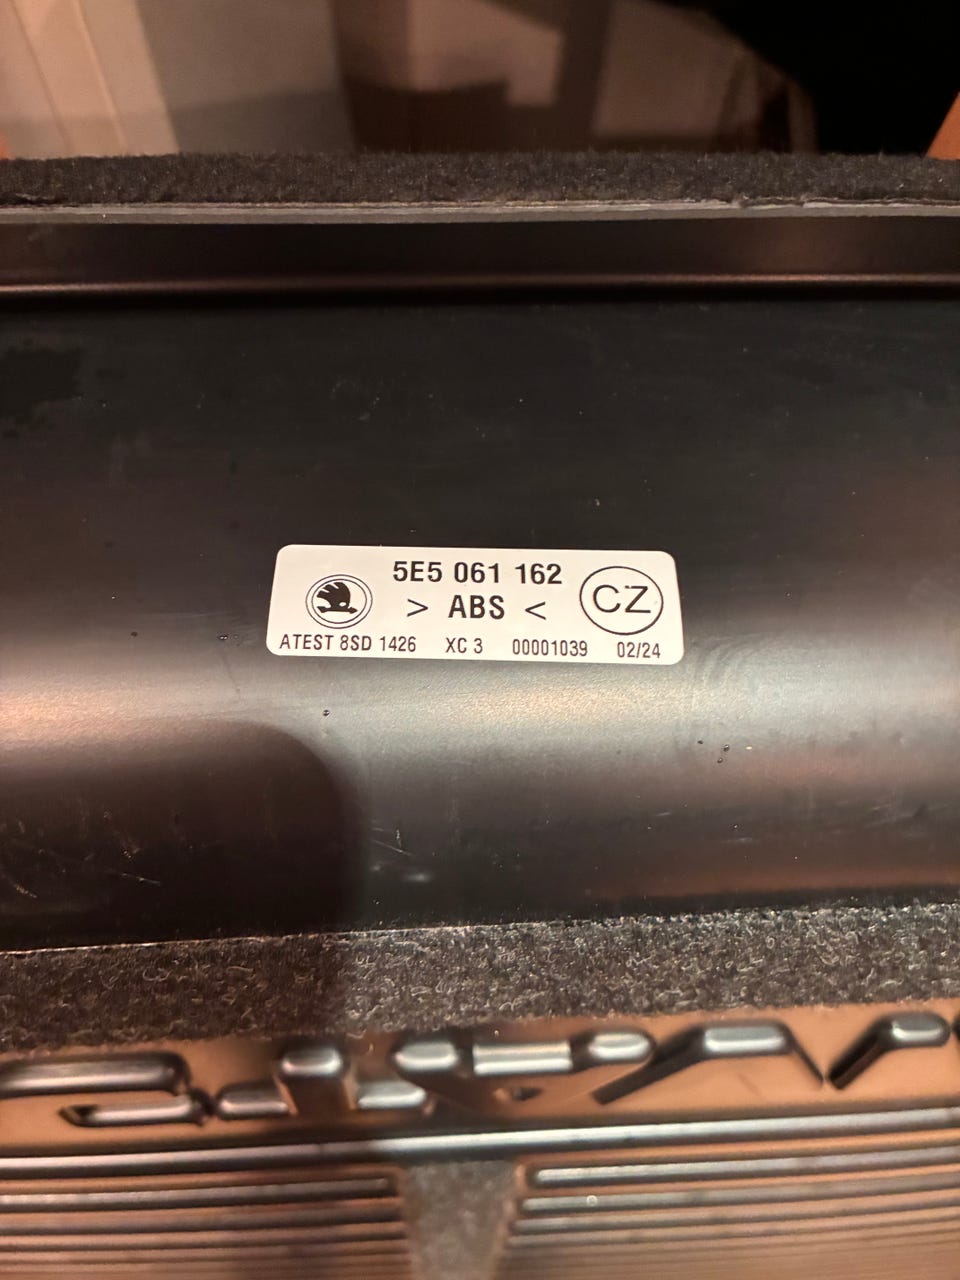 5E5 061 162
> ABS <
CZ
ATEST 8SD 1426 XC 3 00001039 02/24